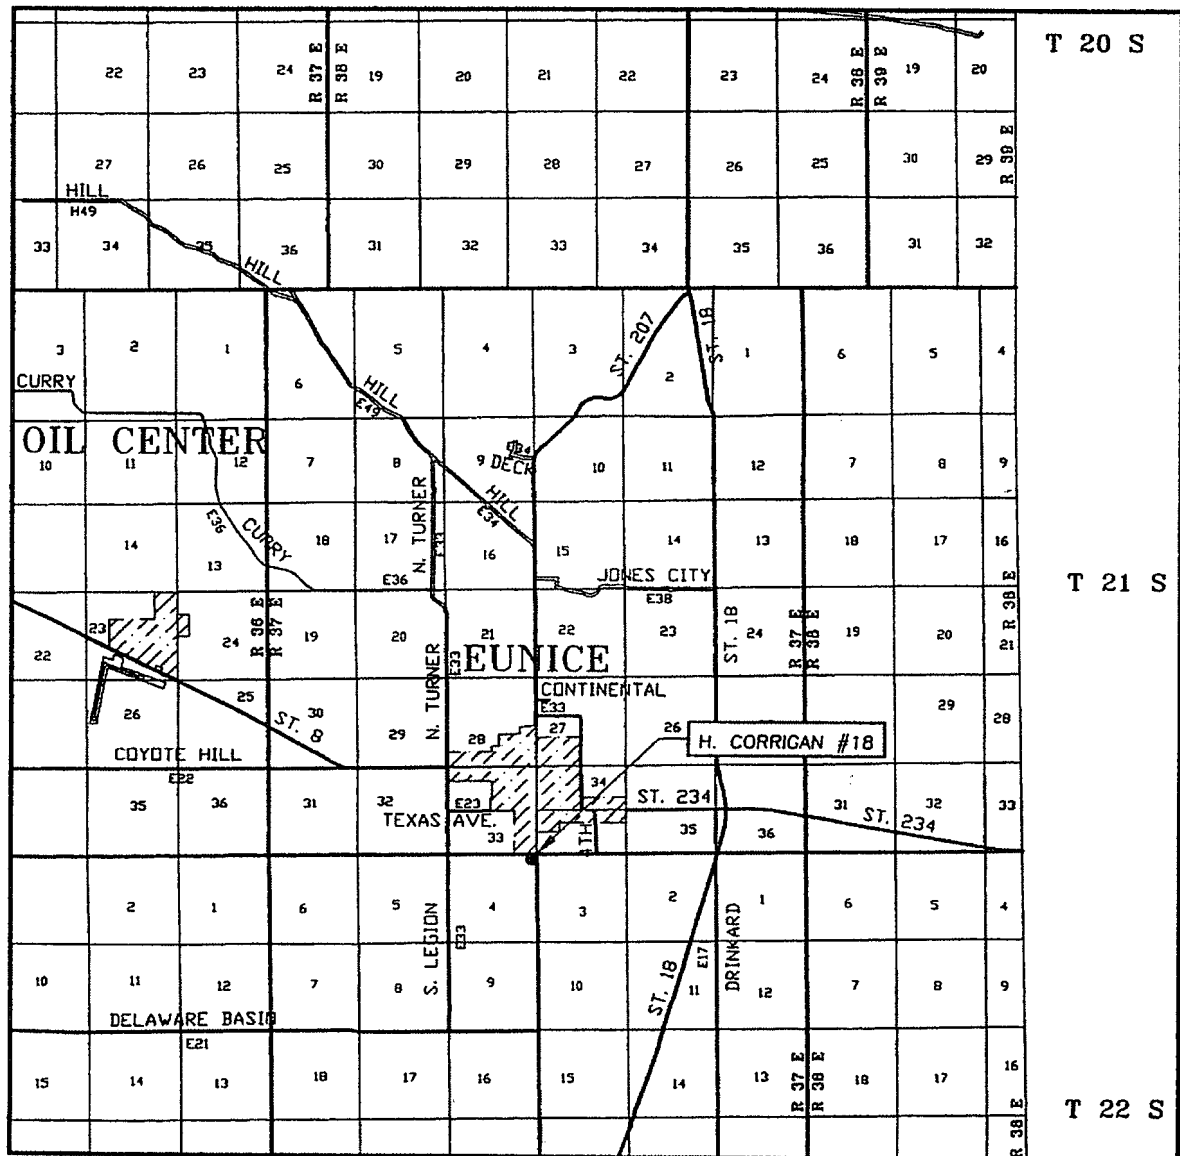 T 20 S
22 23 24 R 37 E R 38 E 19 20 21 22 23 24 R 38 E R 39 E 19 20
27 26 25 30 29 28 27 26 25 30 29 R 39 E
HILL
H49
33 34 35 36 31 32 33 34 35 36 31 32
HILL
3 2 1 5 4 3 ST. 207 ST. 18 1 6 5 4
CURRY 6 HILL 2
E49
OIL CENTER
10 11 12 7 8 9 DECK 10 11 12 7 8 9
N. TURNER HILL
E36 CURRY E34
14 13 18 17 E33 16 15 14 13 18 17 16
E36 JONES CITY
E38
T 21 S
23 R 36 E R 37 E ST. 18 R 37 E R 38 E R 38 E
22 24 19 20 21 22 23 24 19 20 21
N. TURNER E33 EUNICE
CONTINENTAL
E33
26 25 30 29 28 27 26 29 28
ST. 8
H. CORRIGAN #18
COYOTE HILL
E22
35 36 31 32 E23 34 ST. 234 31 32 33
TEXAS AVE. ST. 234
33 4TH 35 36
2 1 6 5 4 3 2 1 6 5 4
S. LEGION E33 E17 DRINKARD
10 11 12 7 8 9 10 ST. 18 11 12 7 8 9
DELAWARE BASIN
E21
15 14 13 18 17 16 15 14 13 R 37 E R 38 E 18 17 16
R 38 E
T 22 S